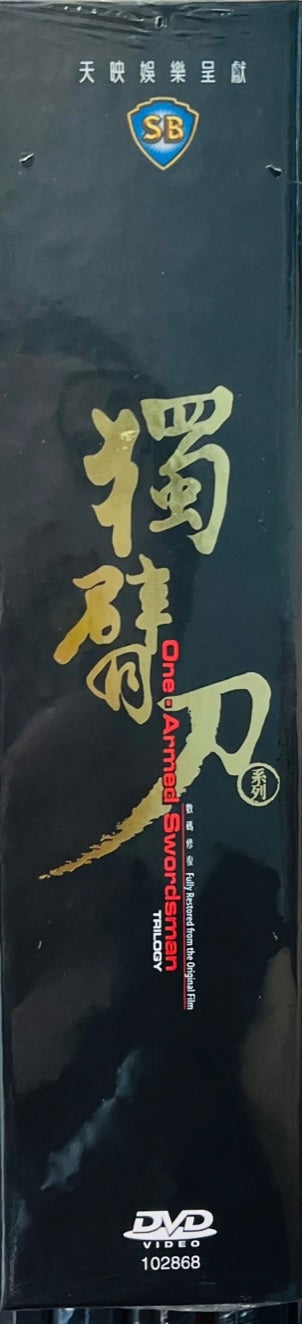 天映娛樂呈獻
SB
獨臂刀
系列
One-Armed Swordsman
TRILOGY
數碼修復 Fully Restored from the Original Film
DVD
VIDEO
102868